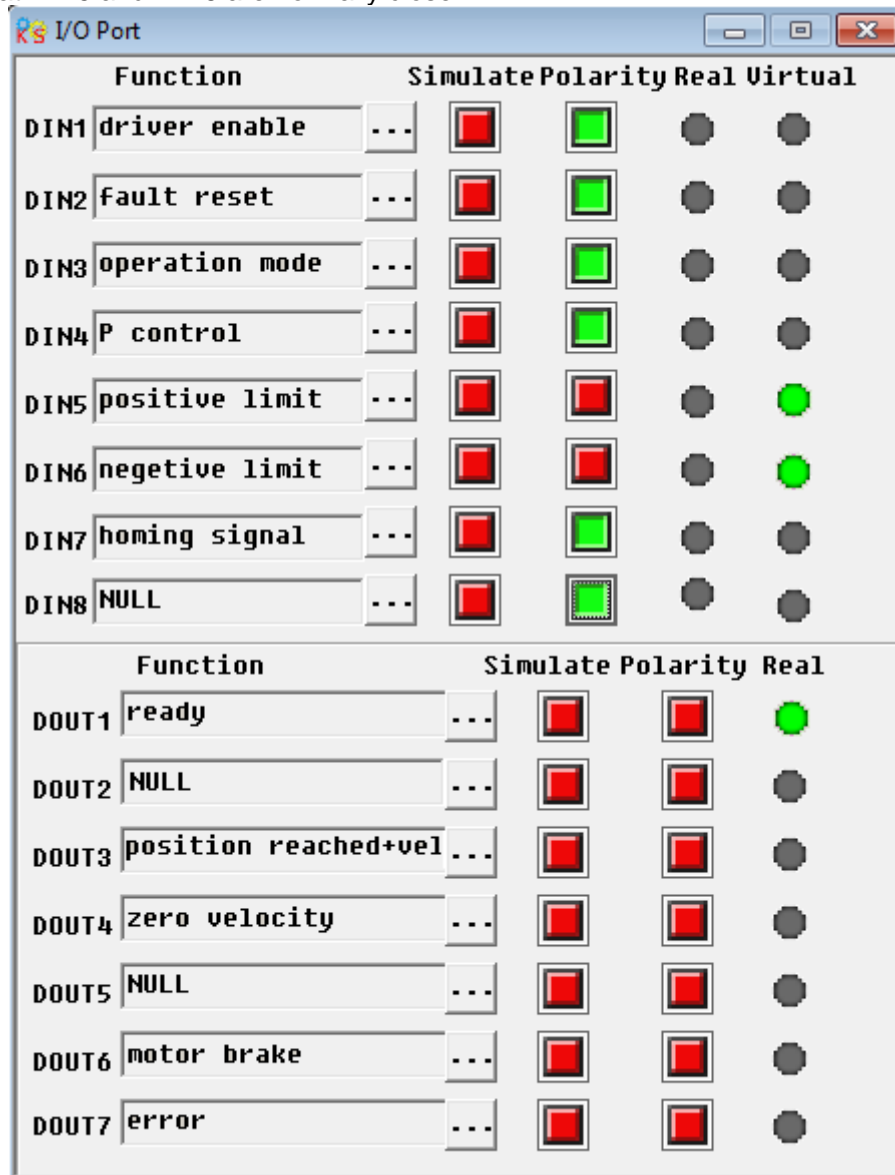 I/O Port
Function Simulate Polarity Real Virtual
DIN1 driver enable ...
DIN2 fault reset ...
DIN3 operation mode ...
DIN4 P control ...
DIN5 positive limit ...
DIN6 negetive limit ...
DIN7 homing signal ...
DIN8 NULL ...
Function Simulate Polarity Real
DOUT1 ready ...
DOUT2 NULL ...
DOUT3 position reached+vel ...
DOUT4 zero velocity ...
DOUT5 NULL ...
DOUT6 motor brake ...
DOUT7 error ...